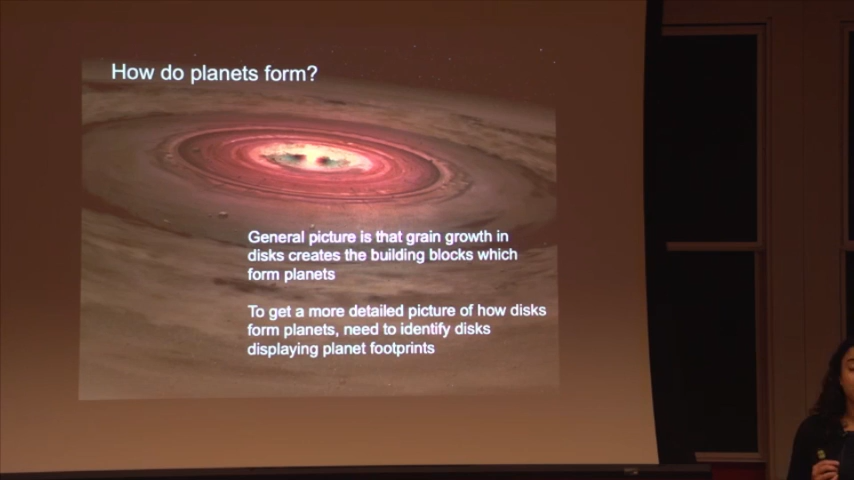 How do planets form?
General picture is that grain growth in
disks creates the building blocks which
form planets
To get a more detailed picture of how disks
form planets, need to identify disks
displaying planet footprints